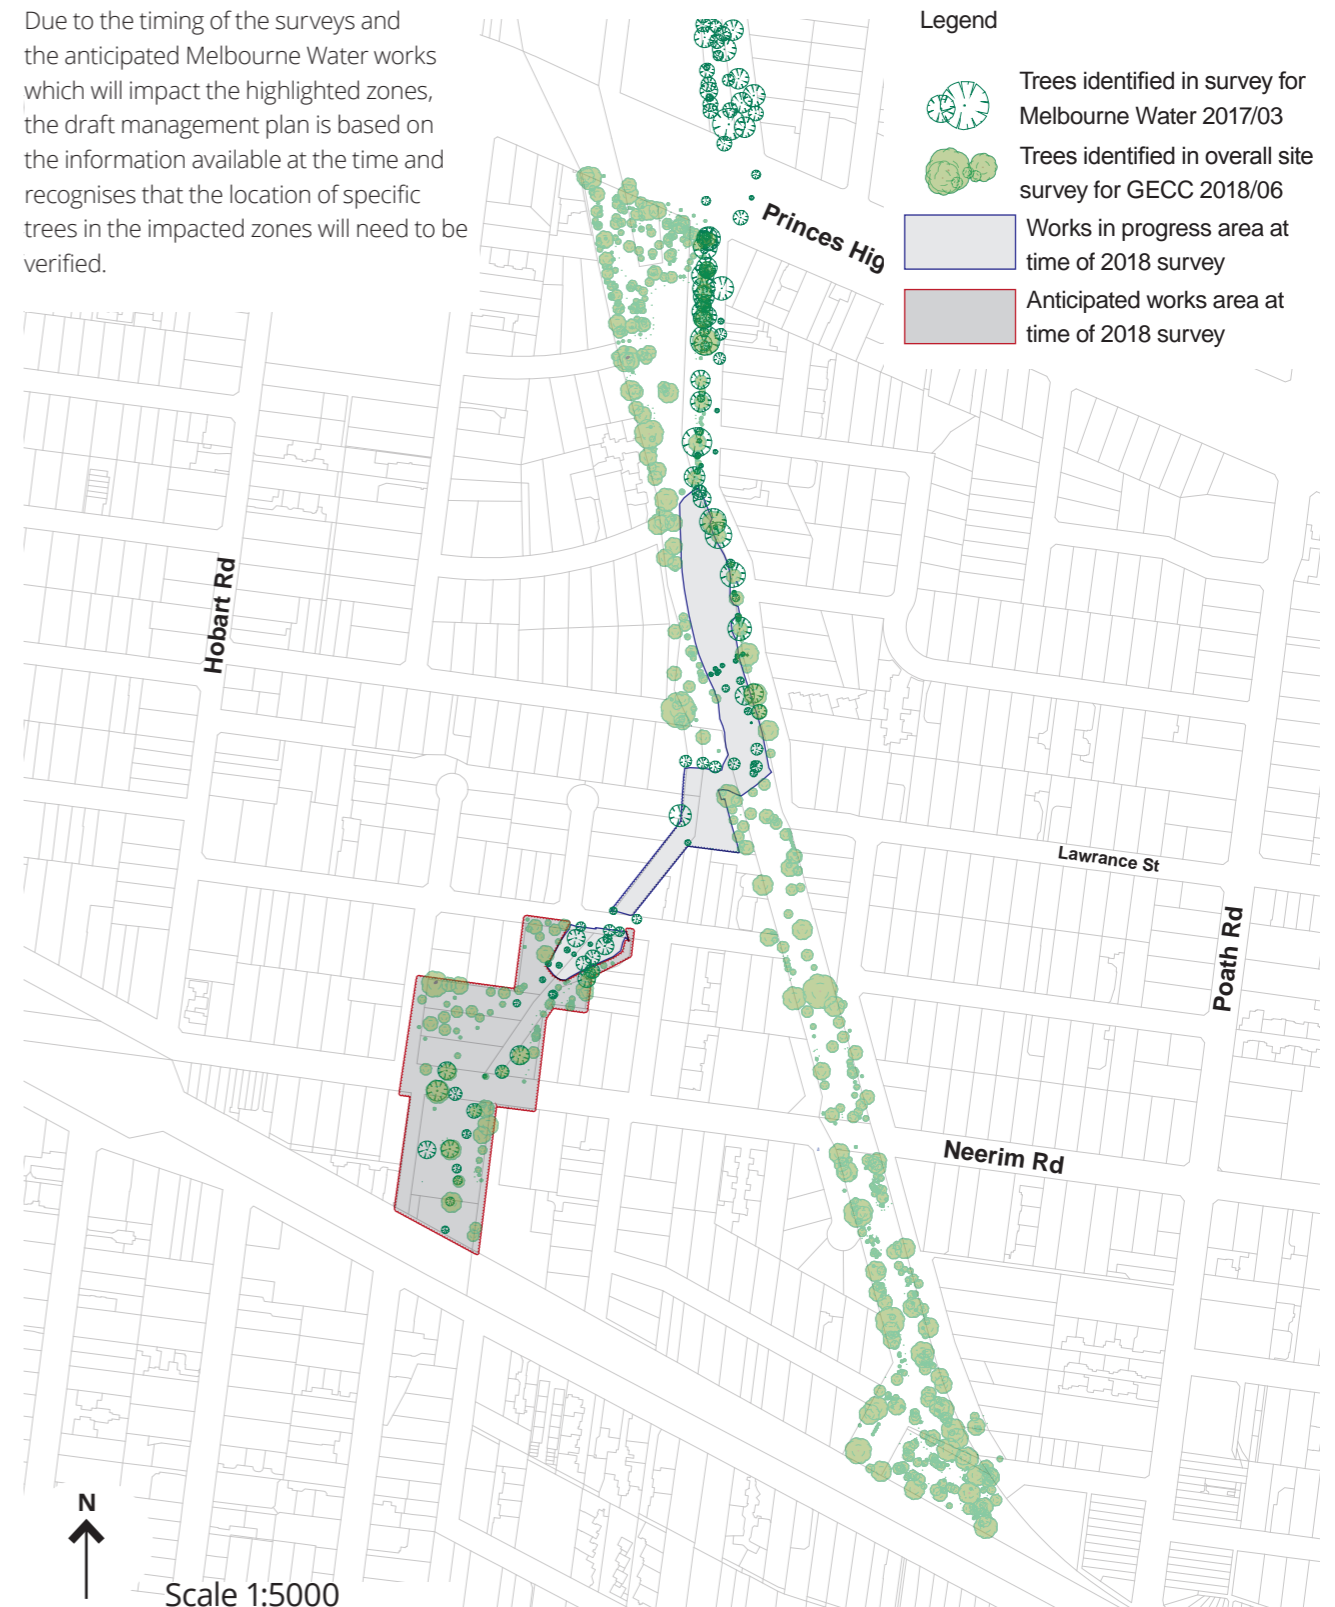 Due to the timing of the surveys and
the anticipated Melbourne Water works
which will impact the highlighted zones,
the draft management plan is based on
the information available at the time and
recognises that the location of specific
trees in the impacted zones will need to be
verified.
Legend
Trees identified in survey for
Melbourne Water 2017/03
Trees identified in overall site
survey for GECC 2018/06
Works in progress area at
time of 2018 survey
Anticipated works area at
time of 2018 survey
Princes Hig
Hobart Rd
Lawrance St
Poath Rd
Neerim Rd
N
Scale 1:5000